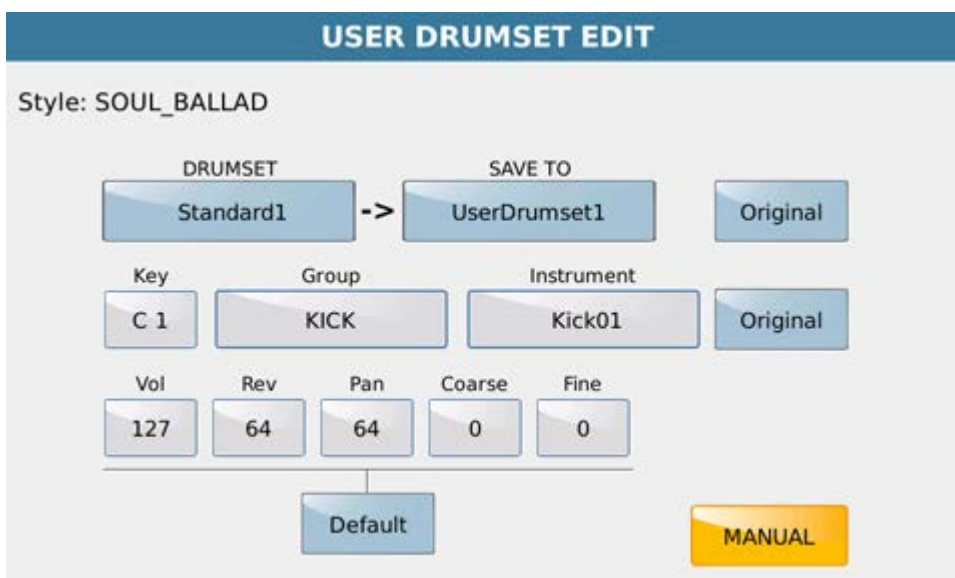 USER DRUMSET EDIT
Style: SOUL_BALLAD
DRUMSET SAVE TO
Standard1 -> UserDrumset1 Original
Key Group Instrument
C 1 KICK Kick01 Original
Vol Rev Pan Coarse Fine
127 64 64 0 0
Default
MANUAL